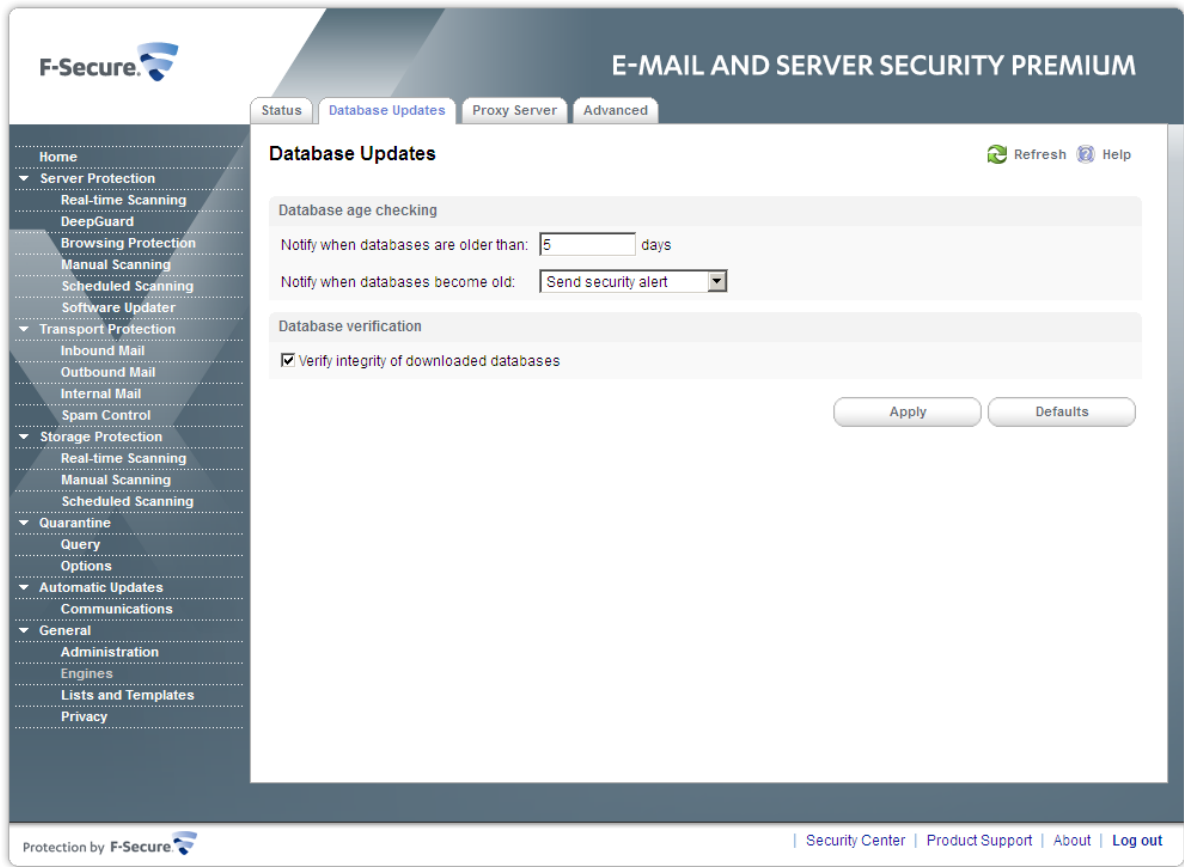 F-Secure.
E-MAIL AND SERVER SECURITY PREMIUM
Status
Database Updates
Proxy Server
Advanced
Home
Server Protection
Real-time Scanning
DeepGuard
Browsing Protection
Manual Scanning
Scheduled Scanning
Software Updater
Transport Protection
Inbound Mail
Outbound Mail
Internal Mail
Spam Control
Storage Protection
Real-time Scanning
Manual Scanning
Scheduled Scanning
Quarantine
Query
Options
Automatic Updates
Communications
General
Administration
Engines
Lists and Templates
Privacy
Database Updates
Refresh
? Help
Database age checking
Notify when databases are older than: 5 days
Notify when databases become old: Send security alert
Database verification
Verify integrity of downloaded databases
Apply
Defaults
Protection by F-Secure.
| Security Center | Product Support | About | Log out